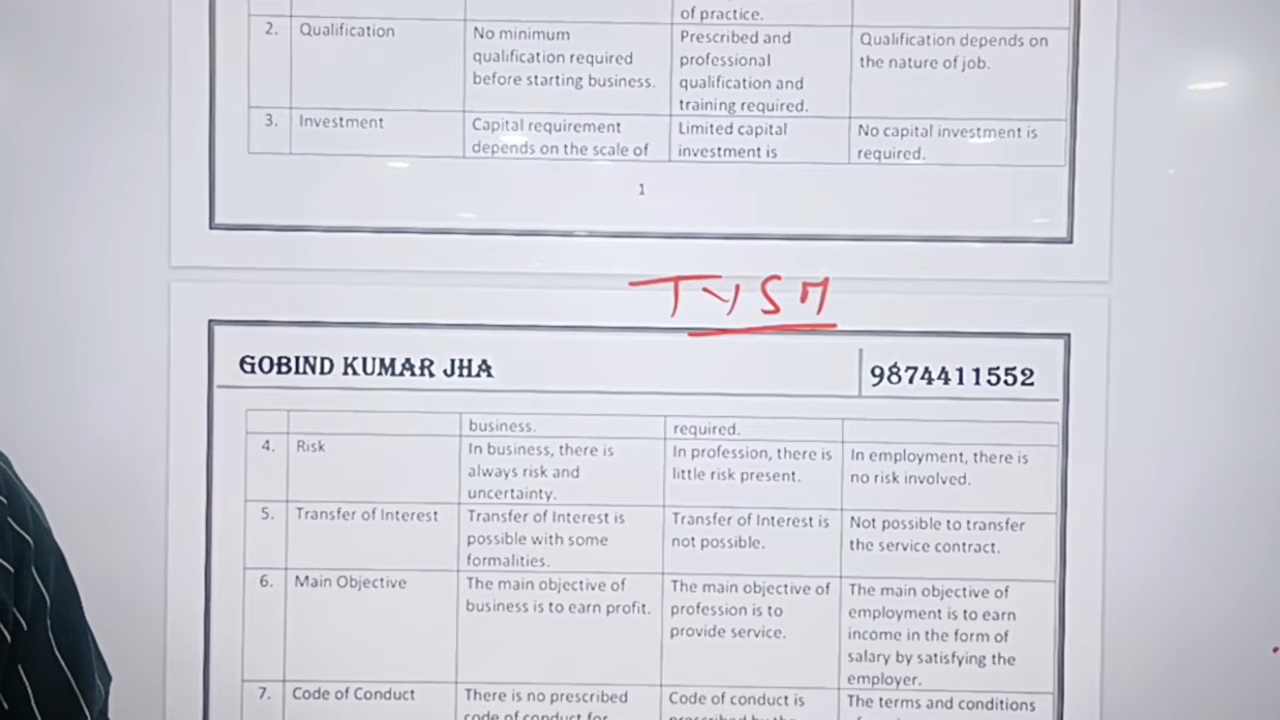 of practice.
2. Qualification No minimum Prescribed and Qualification depends on
qualification required professional the nature of job.
before starting business. qualification and
training required.
3. Investment Capital requirement Limited capital No capital investment is
depends on the scale of investment is required.
1
TYSM
GOBIND KUMAR JHA 9874411552
business. required.
4. Risk In business, there is In profession, there is In employment, there is
always risk and little risk present. no risk involved.
uncertainty.
5. Transfer of Interest Transfer of Interest is Transfer of Interest is Not possible to transfer
possible with some not possible. the service contract.
formalities.
6. Main Objective The main objective of The main objective of The main objective of
business is to earn profit. profession is to employment is to earn
provide service. income in the form of
salary by satisfying the
employer.
7. Code of Conduct There is no prescribed Code of conduct is The terms and conditions
code of conduct for